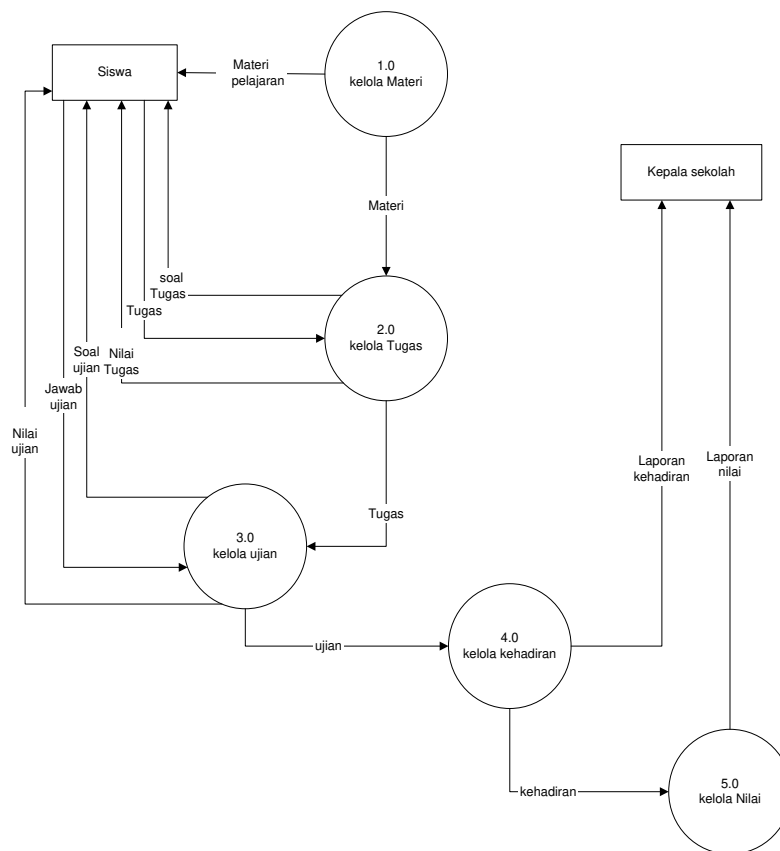 Siswa
Materi
pelajaran
1.0
kelola Materi
Kepala sekolah
Materi
soal
Tugas
Tugas
2.0
kelola Tugas
Soal
ujian
Nilai
Tugas
Jawab
ujian
Nilai
ujian
Laporan
kehadiran
Laporan
nilai
Tugas
3.0
kelola ujian
ujian
4.0
kelola kehadiran
kehadiran
5.0
kelola Nilai